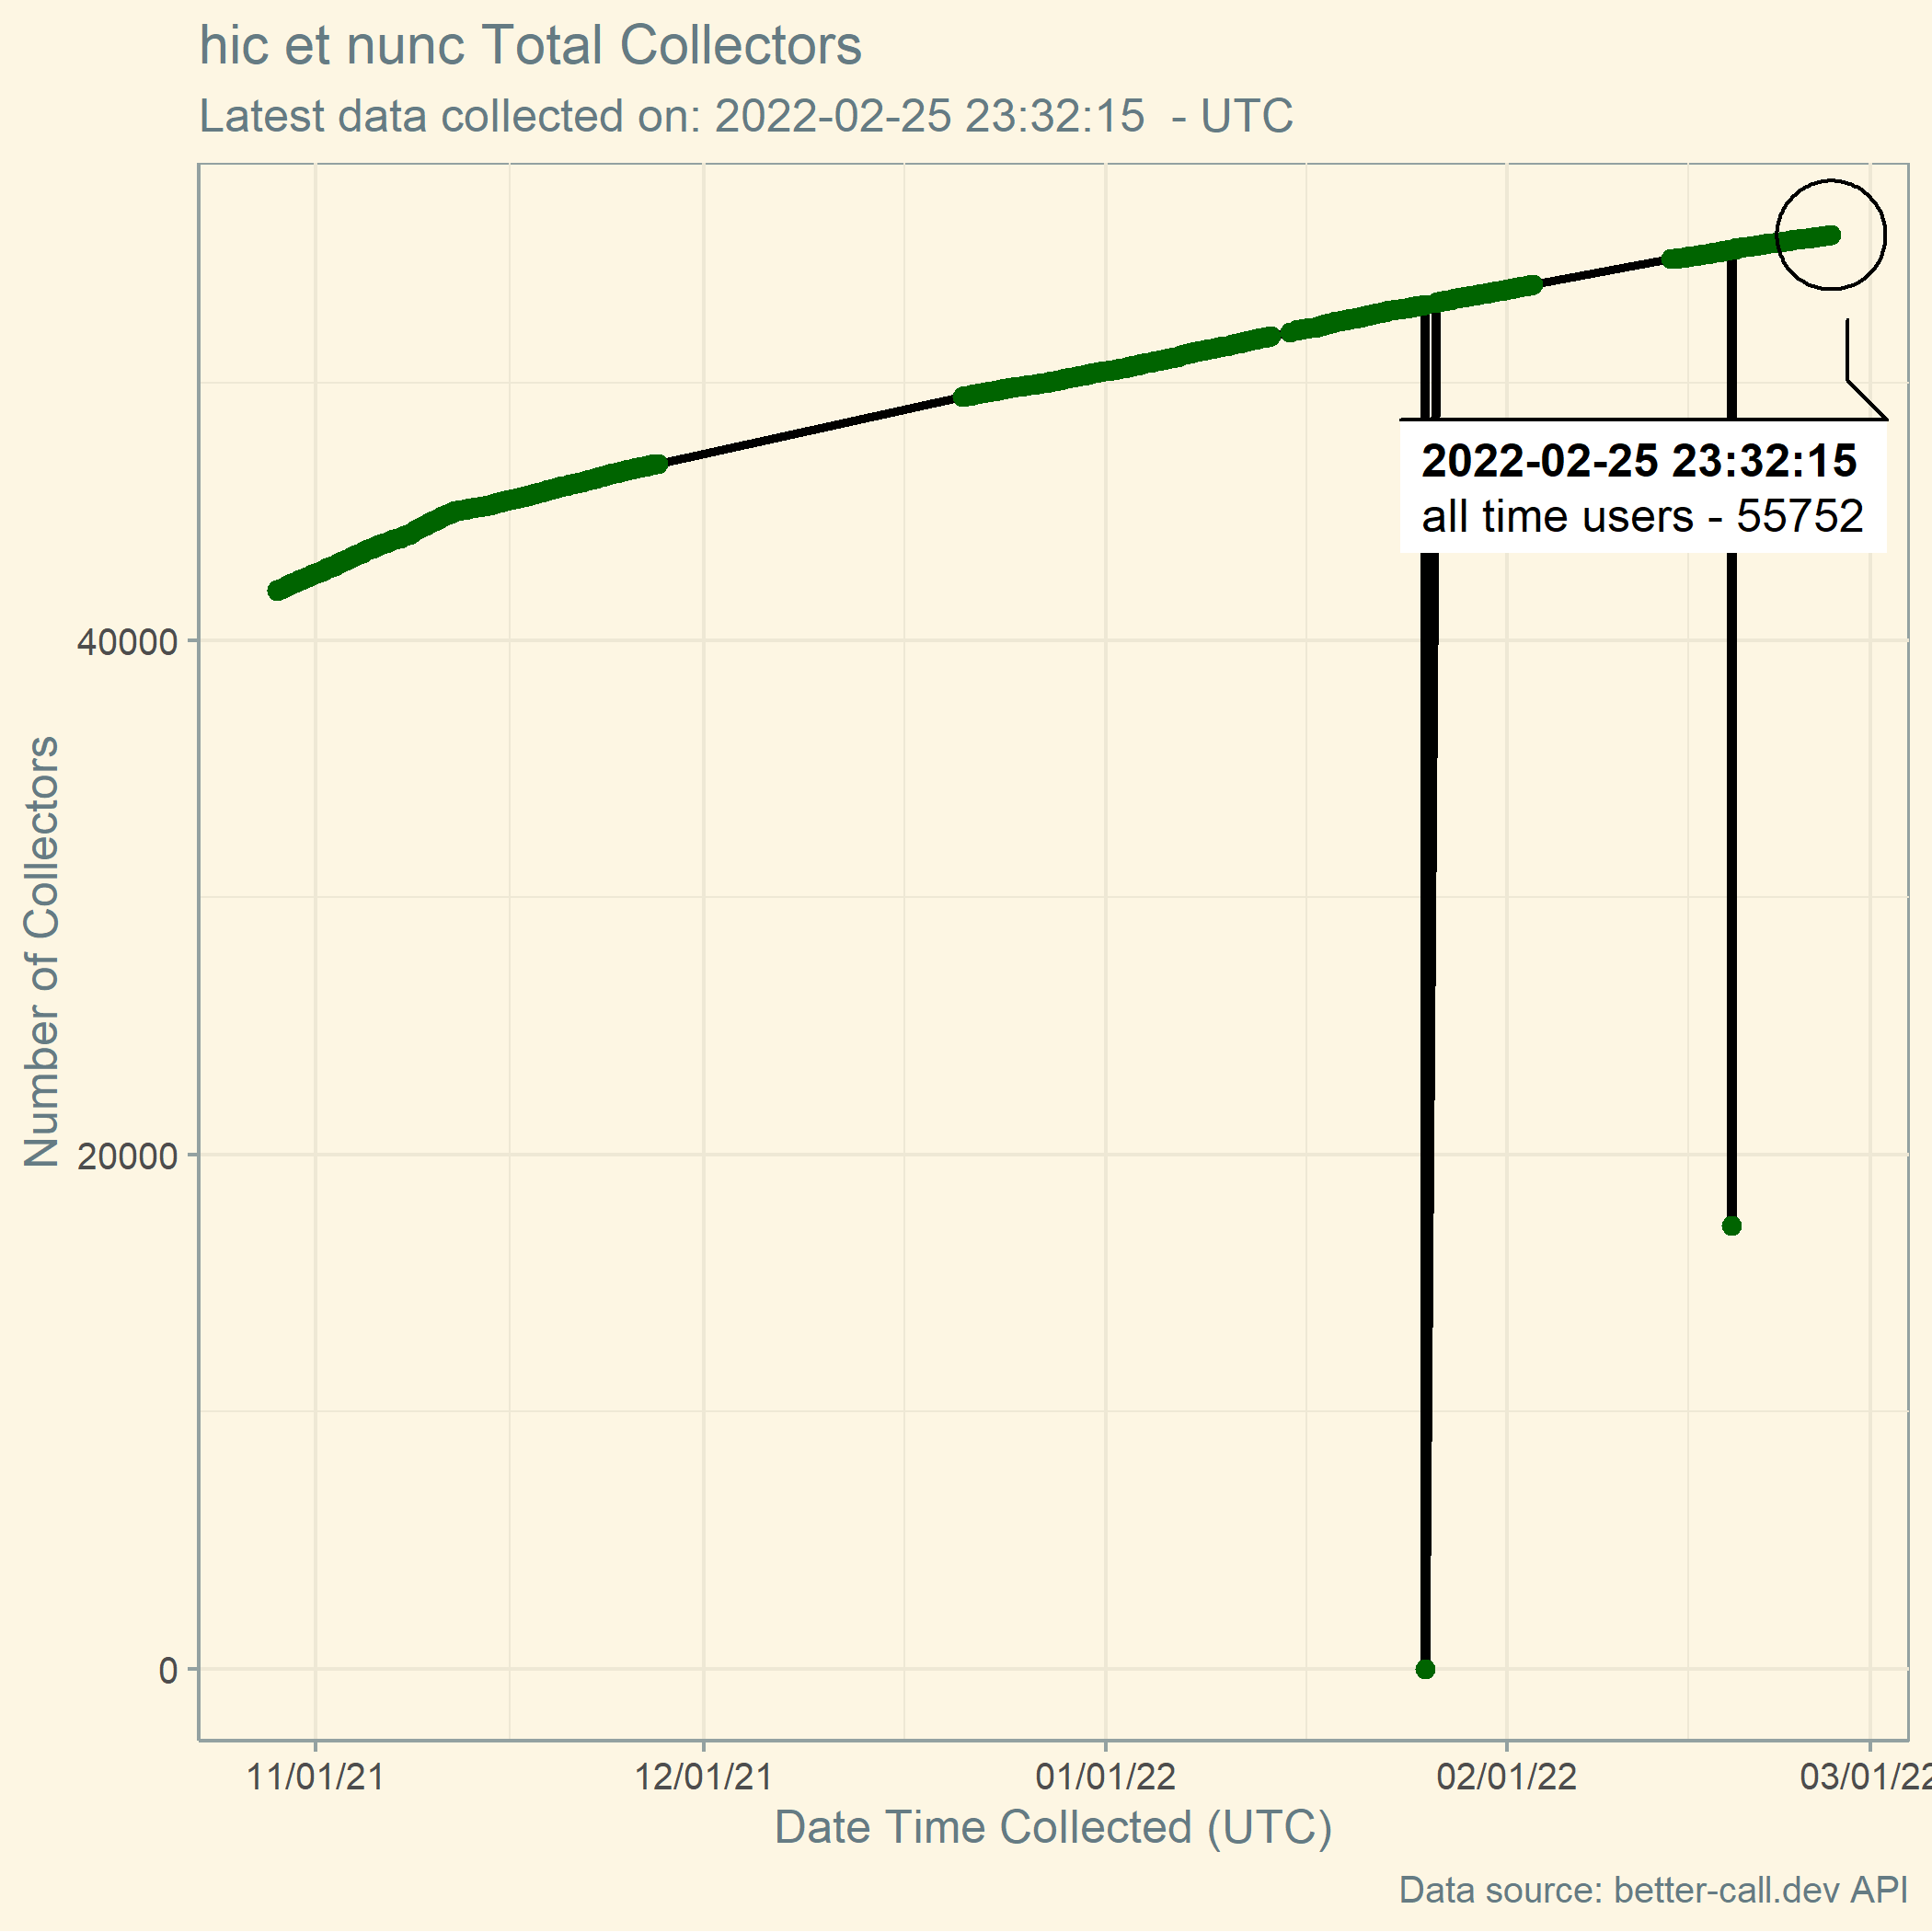 hic et nunc Total Collectors
Latest data collected on: 2022-02-25 23:32:15  - UTC
2022-02-25 23:32:15
all time users - 55752
Number of Collectors
40000
20000
0
11/01/21 12/01/21 01/01/22 02/01/22 03/01/22
Date Time Collected (UTC)
Data source: better-call.dev API